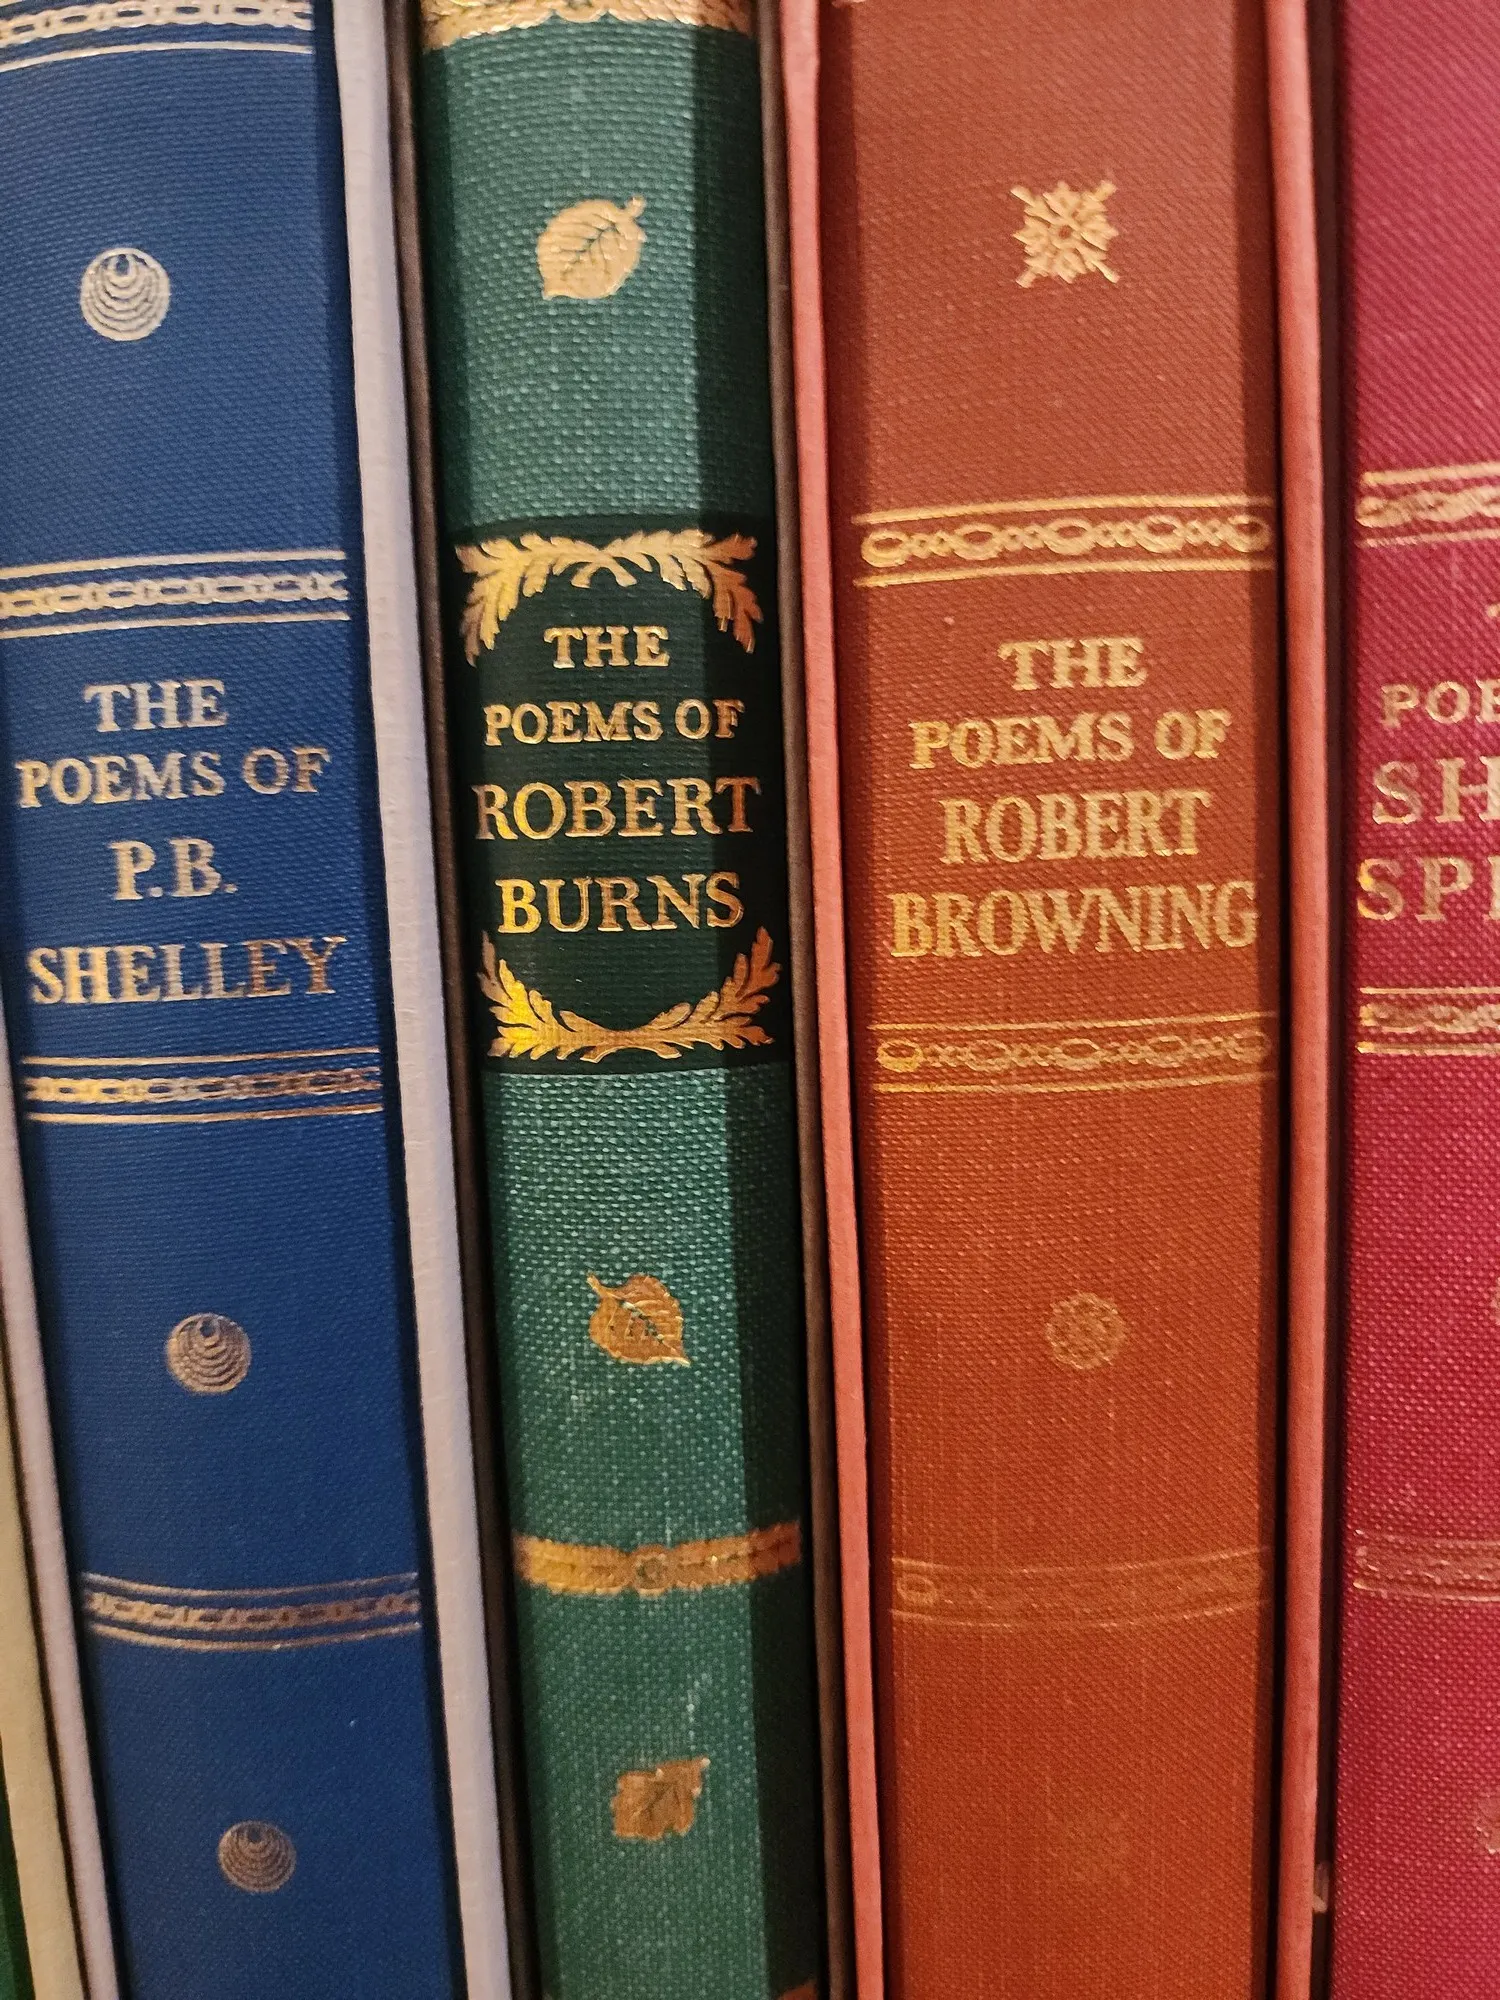 THE
POEMS OF
P.B.
SHELLEY
THE
POEMS OF
ROBERT
BURNS
THE
POEMS OF
ROBERT
BROWNING